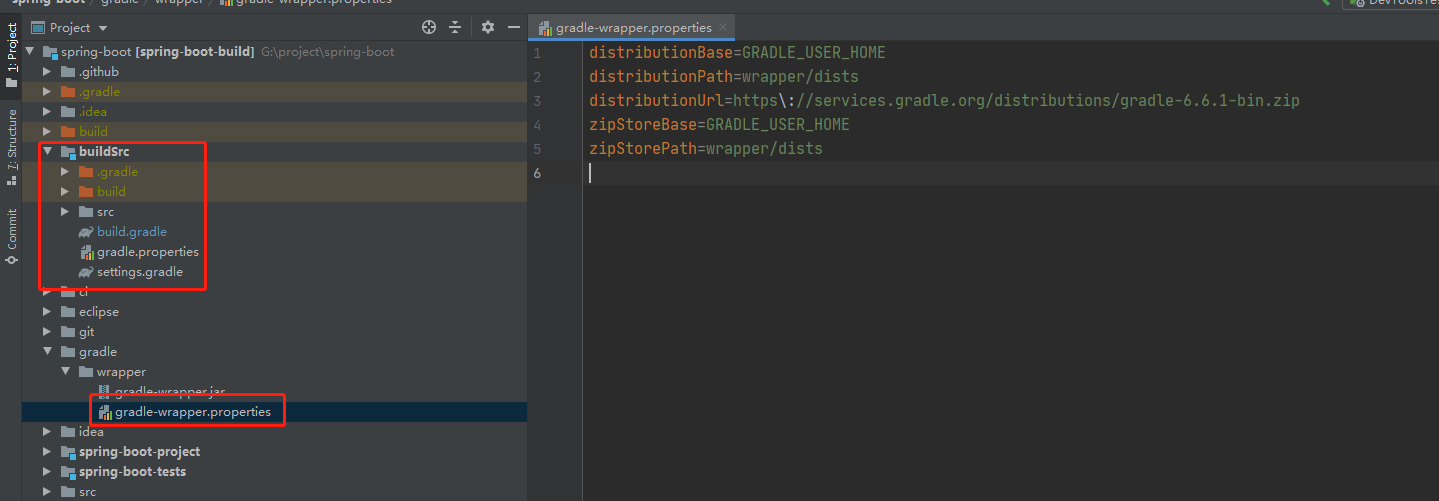 spring-boot › gradle › wrapper › gradle-wrapper.properties
DevToolsTes
1: Project
7: Structure
Commit
Project
spring-boot [spring-boot-build] G:\project\spring-boot
.github
.gradle
.idea
build
buildSrc
.gradle
build
src
build.gradle
gradle.properties
settings.gradle
ci
eclipse
git
gradle
wrapper
gradle-wrapper.jar
gradle-wrapper.properties
idea
spring-boot-project
spring-boot-tests
src
gradle-wrapper.properties
1 distributionBase=GRADLE_USER_HOME
2 distributionPath=wrapper/dists
3 distributionUrl=https\://services.gradle.org/distributions/gradle-6.6.1-bin.zip
4 zipStoreBase=GRADLE_USER_HOME
5 zipStorePath=wrapper/dists
6